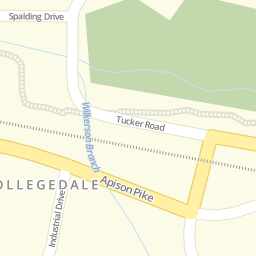 Spalding Drive
Wilkerson Branch
Tucker Road
OLLEGEDALE
Apison Pike
Industrial Drive